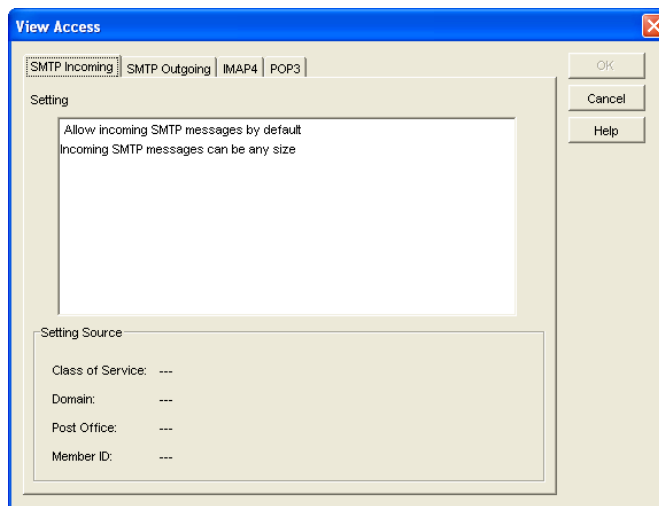 View Access
SMTP Incoming SMTP Outgoing IMAP4 POP3
OK
Cancel
Help
Setting
Allow incoming SMTP messages by default
Incoming SMTP messages can be any size
Setting Source
Class of Service: ---
Domain: ---
Post Office: ---
Member ID: ---